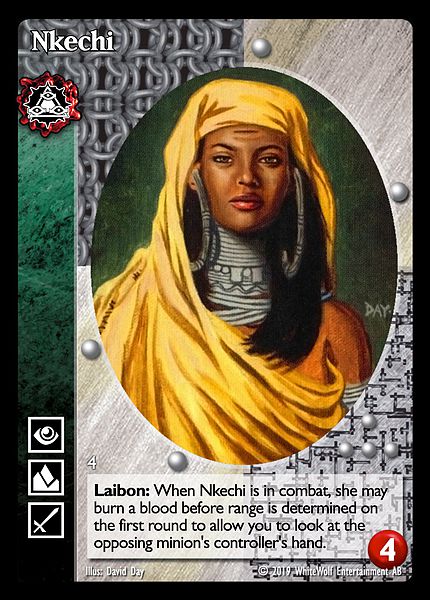 Nkechi
DAY.
4
Laibon: When Nkechi is in combat, she may
burn a blood before range is determined on
the first round to allow you to look at the
opposing minion's controller's hand.
4
Illus: David Day
© 2019 WhiteWolf Entertainment AB